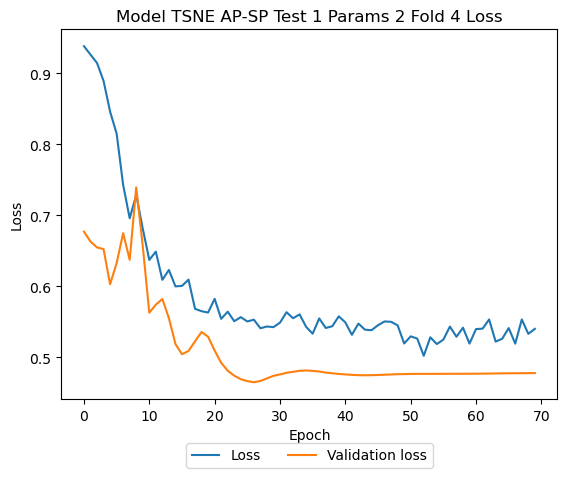 Model TSNE AP-SP Test 1 Params 2 Fold 4 Loss
Loss
0.9
0.8
0.7
0.6
0.5
0 10 20 30 40 50 60 70
Epoch
Loss Validation loss